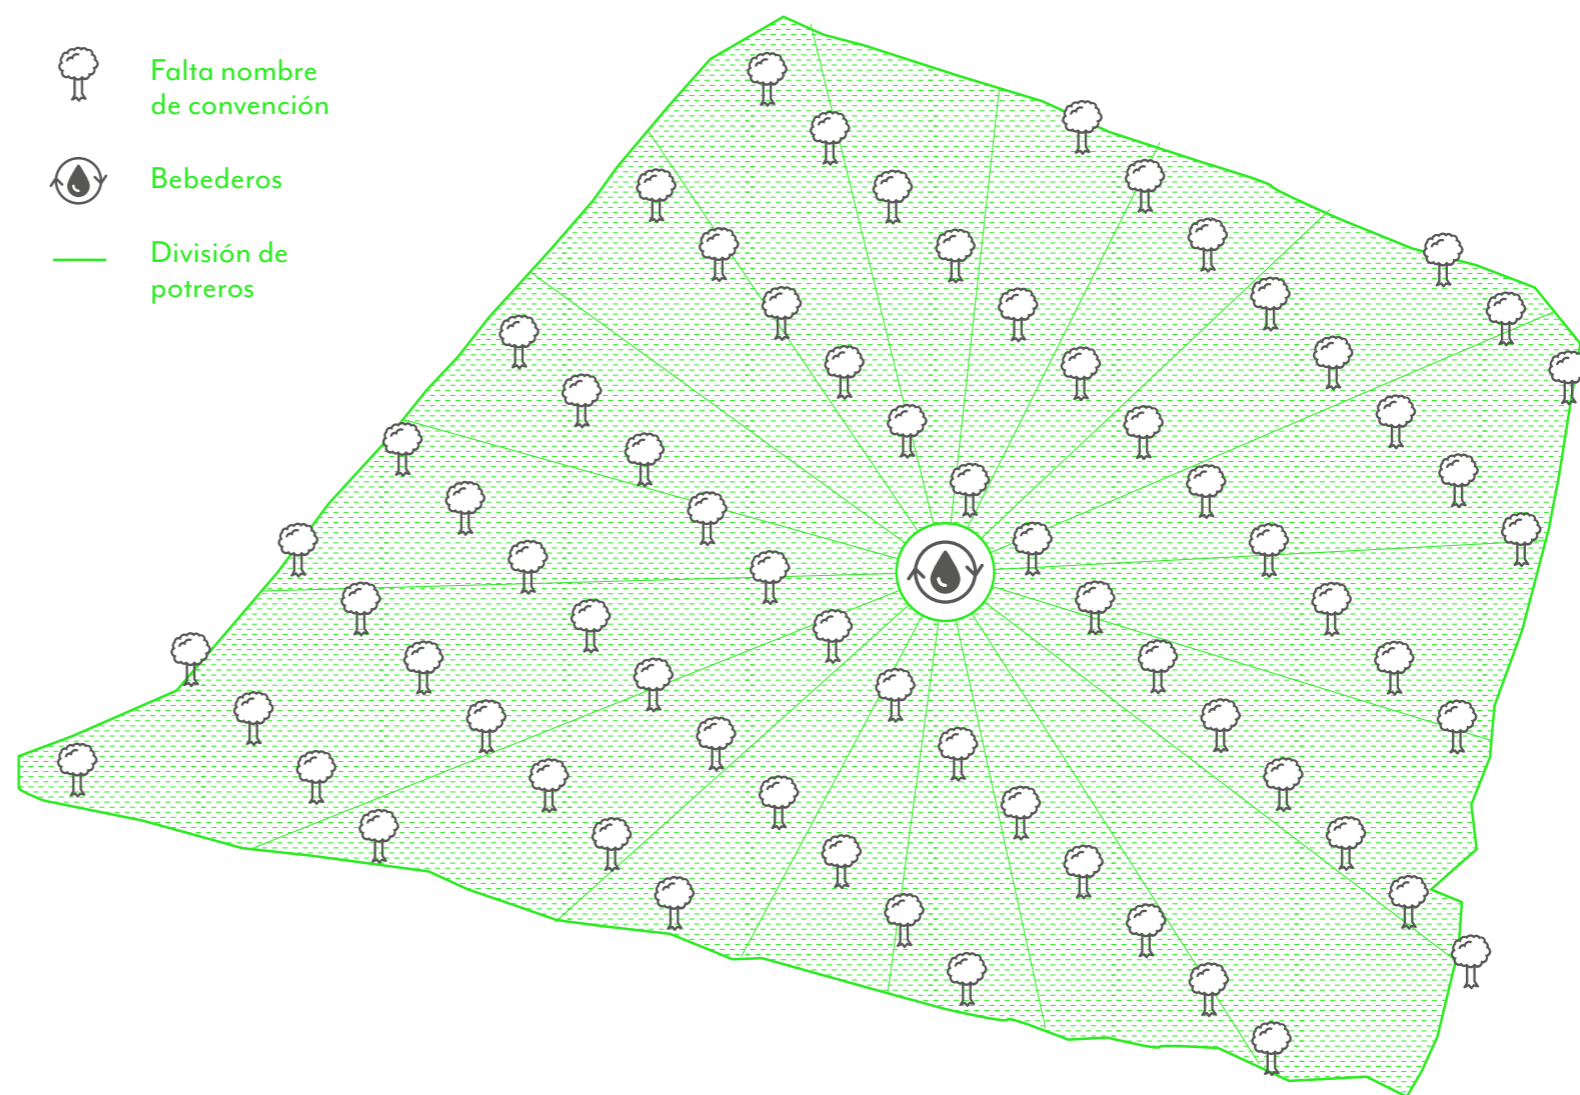 Falta nombre
de convención
Bebederos
División de
potreros